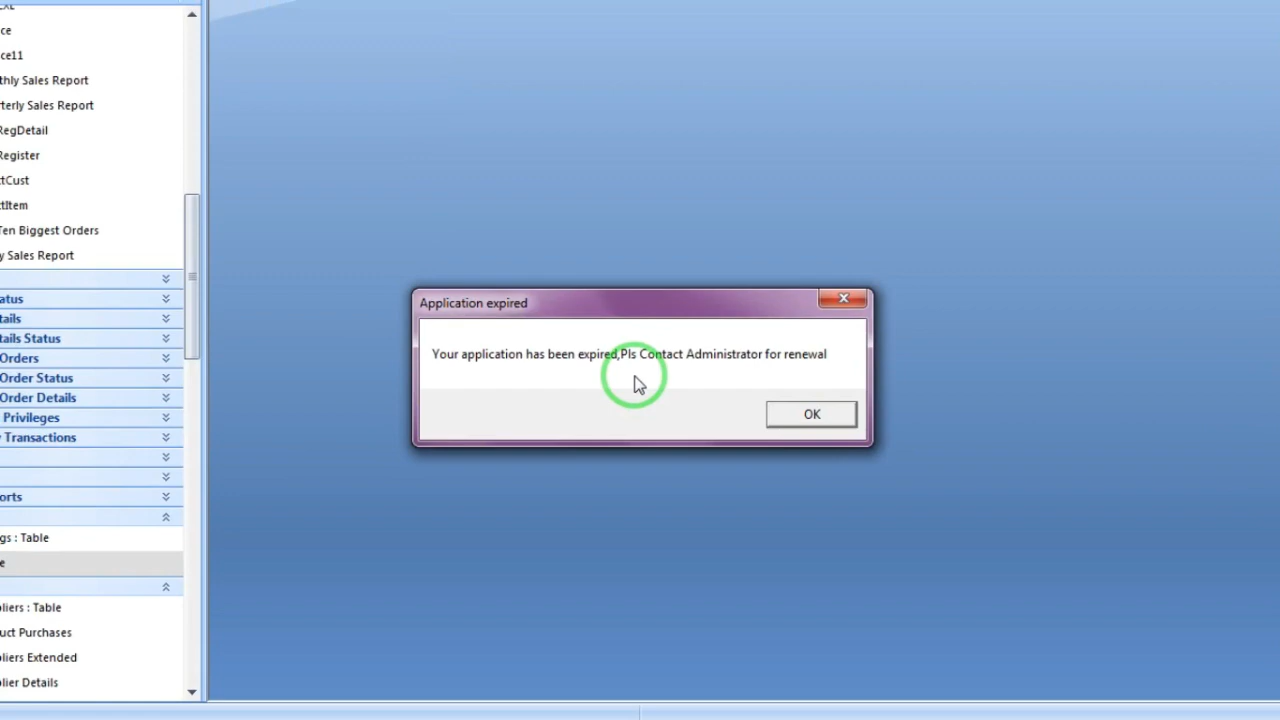 ce
ce11
thly Sales Report
terly Sales Report
RegDetail
Register
tCust
tItem
Ten Biggest Orders
y Sales Report
atus
tails
tails Status
Orders
Order Status
Order Details
Privileges
y Transactions
orts
gs : Table
e
liers : Table
uct Purchases
liers Extended
lier Details
Application expired
Your application has been expired,Pls Contact Administrator for renewal
OK